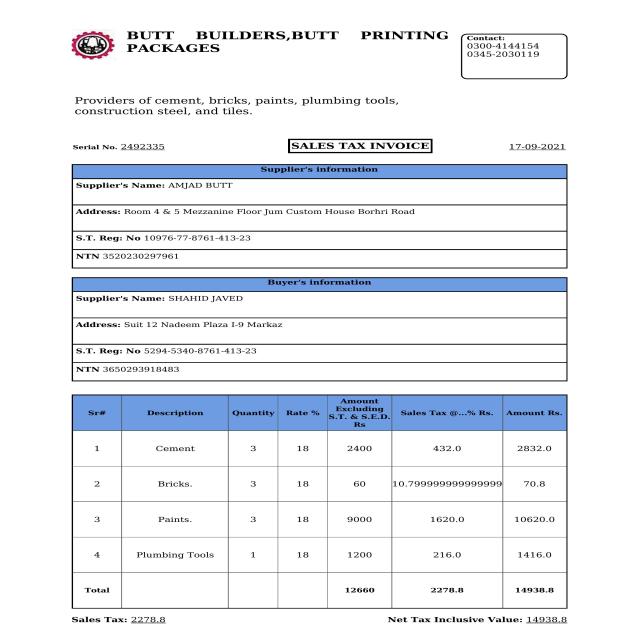 BUTT BUILDERS,BUTT PRINTING
PACKAGES
Contact:
0300-4144154
0345-2030119
Providers of cement, bricks, paints, plumbing tools,
construction steel, and tiles.
Serial No. 2492335 SALES TAX INVOICE 17-09-2021
Supplier's information
Supplier's Name: AMJAD BUTT
Address: Room 4 & 5 Mezzanine Floor Jum Custom House Borhri Road
S.T. Reg: No 10976-77-8761-413-23
NTN 3520230297961
Buyer's information
Supplier's Name: SHAHID JAVED
Address: Suit 12 Nadeem Plaza I-9 Markaz
S.T. Reg: No 5294-5340-8761-413-23
NTN 3650293918483
Sr# Description Quantity Rate % Amount Excluding S.T. & S.E.D. Rs Sales Tax @...% Rs. Amount Rs.
1 Cement 3 18 2400 432.0 2832.0
2 Bricks. 3 18 60 10.799999999999999 70.8
3 Paints. 3 18 9000 1620.0 10620.0
4 Plumbing Tools 1 18 1200 216.0 1416.0
Total 12660 2278.8 14938.8
Sales Tax: 2278.8 Net Tax Inclusive Value: 14938.8